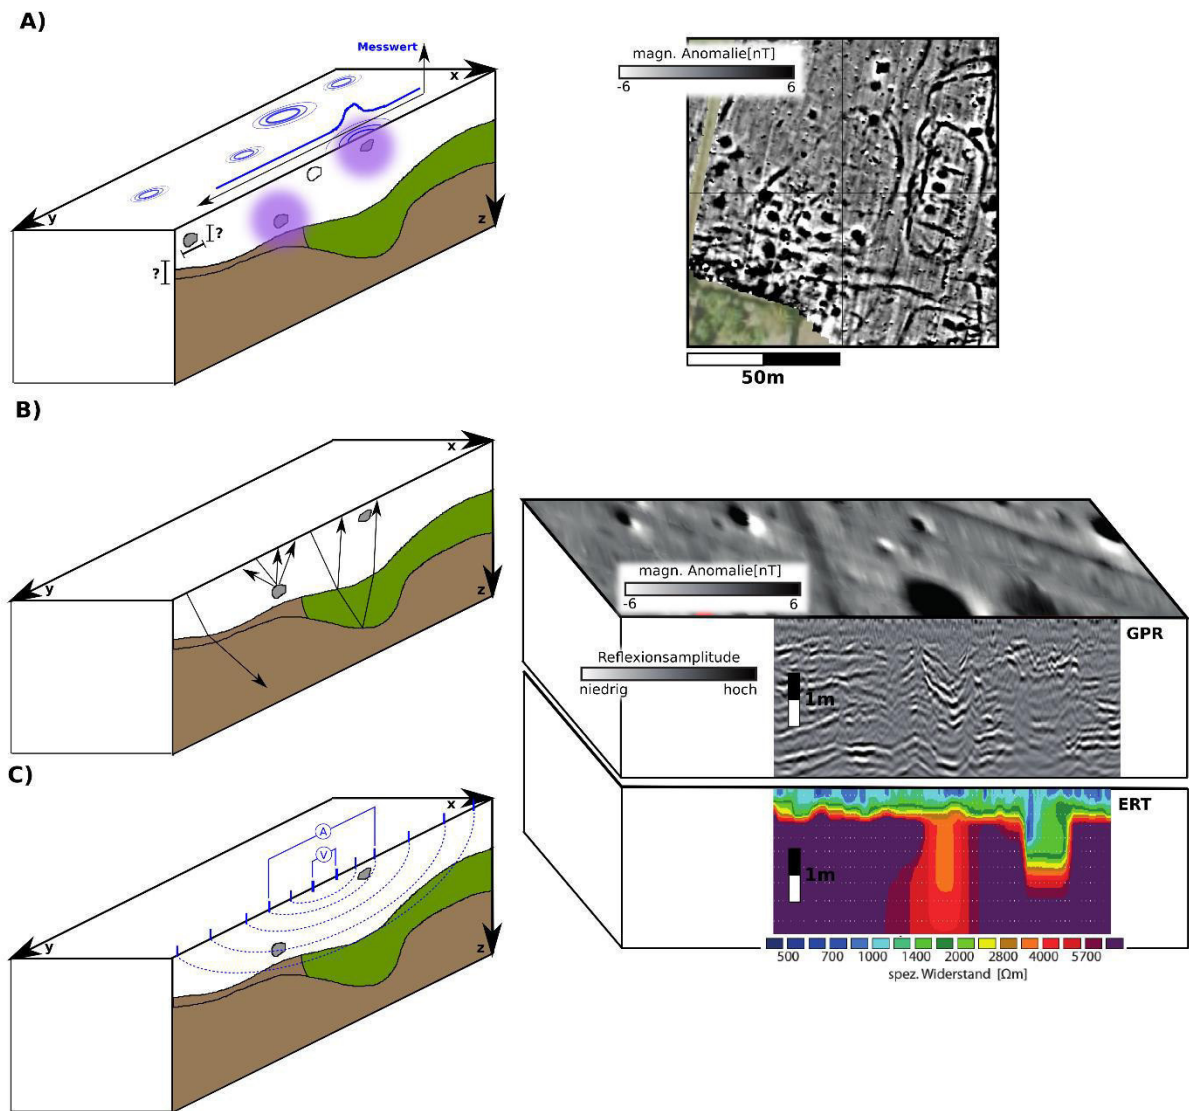 A)
Messwert
x
y
z
?
?
magn. Anomalie[nT]
-6
6
50m
B)
x
y
z
magn. Anomalie[nT]
-6
6
GPR
Reflexionsamplitude
niedrig
hoch
1m
C)
x
A
V
y
z
ERT
1m
500 700 1000 1400 2000 2800 4000 5700
spez. Widerstand [Ωm]